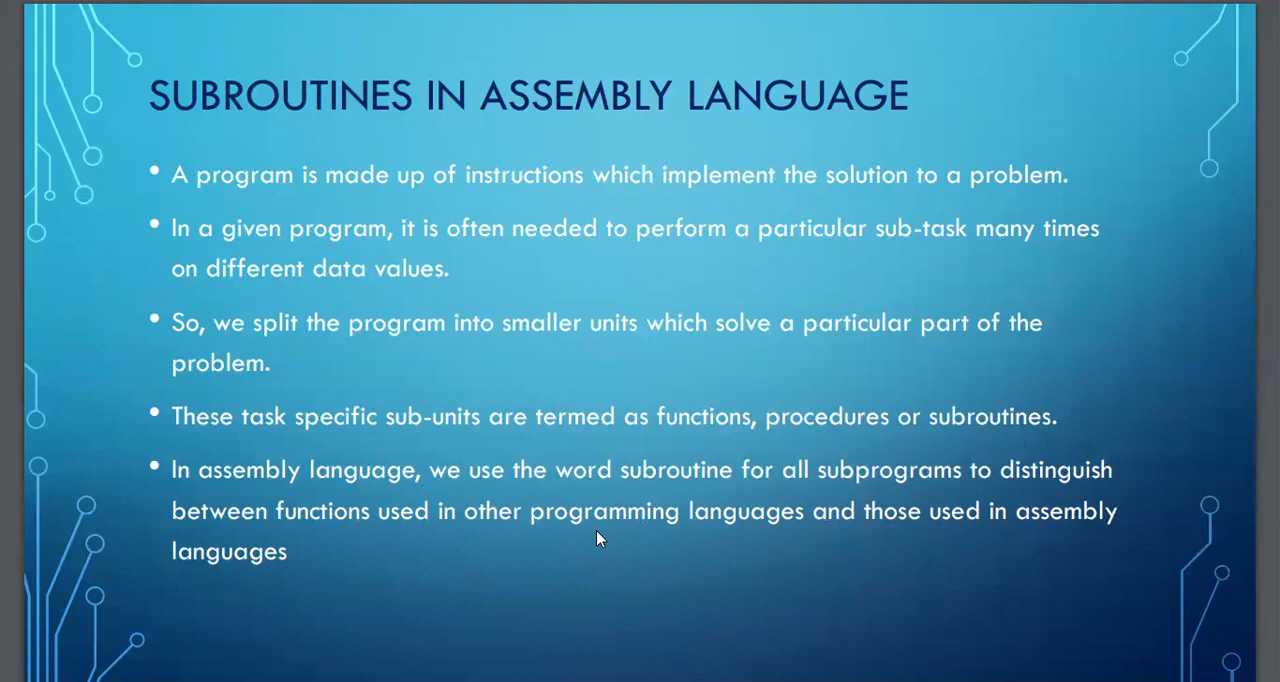 SUBROUTINES IN ASSEMBLY LANGUAGE
• A program is made up of instructions which implement the solution to a problem.
• In a given program, it is often needed to perform a particular sub-task many times
on different data values.
• So, we split the program into smaller units which solve a particular part of the
problem.
• These task specific sub-units are termed as functions, procedures or subroutines.
• In assembly language, we use the word subroutine for all subprograms to distinguish
between functions used in other programming languages and those used in assembly
languages